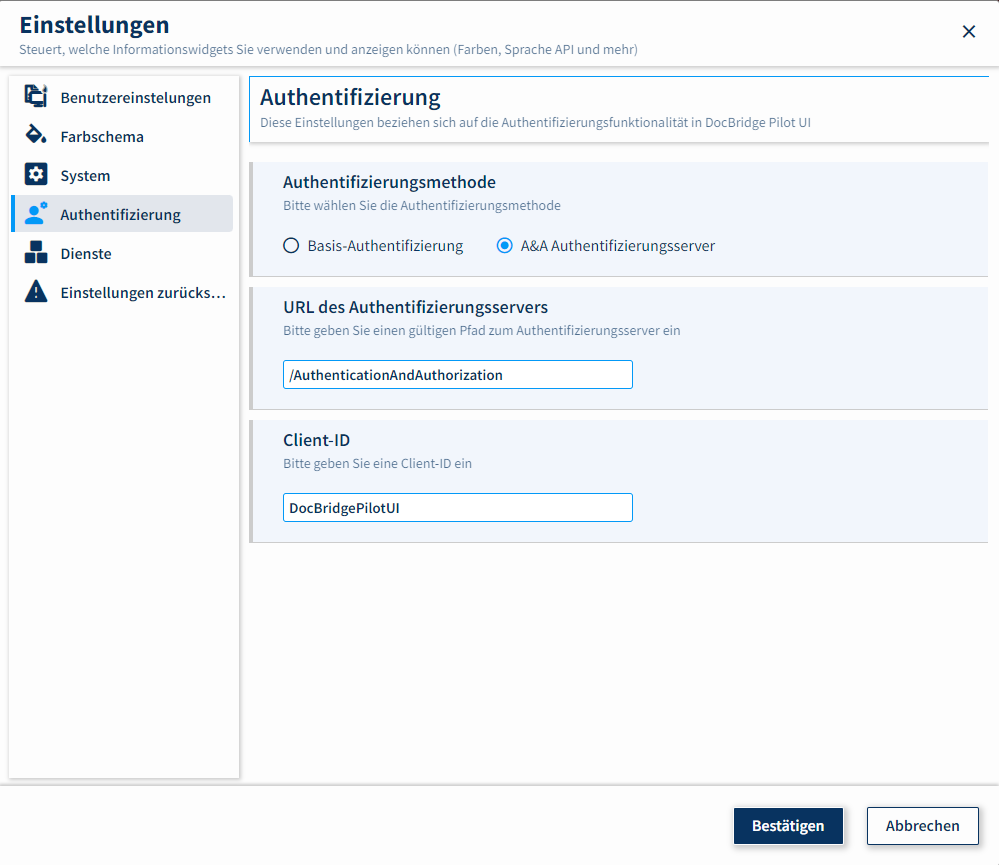 Einstellungen
Steuert, welche Informationswidgets Sie verwenden und anzeigen können (Farben, Sprache API und mehr)
Benutzereinstelungen
Farbschema
System
Authentifizierung
Dienste
Einstellungen zurücks...
Authentifizierung
Diese Einstellungen beziehen sich auf die Authentifizierungsfunktionalität in DocBridge Pilot UI
Authentifizierungsmethode
Bitte wählen Sie die Authentifizierungsmethode
Basis-Authentifizierung A&A Authentifizierungsserver
URL des Authentifizierungsservers
Bitte geben Sie einen gültigen Pfad zum Authentifizierungsserver ein
/AuthenticationAndAuthorization
Client-ID
Bitte geben Sie eine Client-ID ein
DocBridgePilotUI
Bestätigen Abbrechen